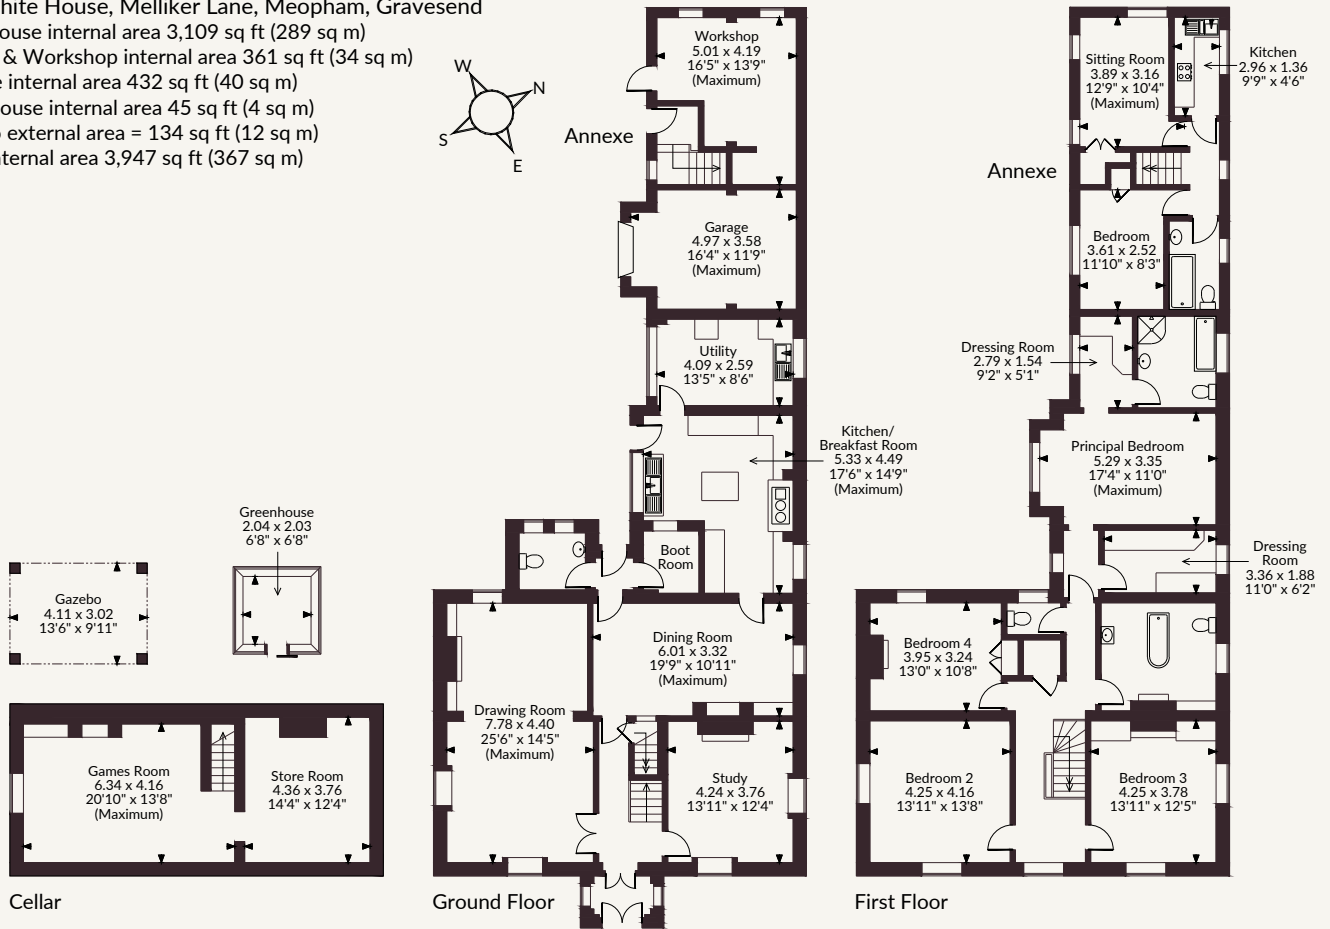 hite House, Melliker Lane, Meopham, Gravesend
ouse internal area 3,109 sq ft (289 sq m)
& Workshop internal area 361 sq ft (34 sq m)
internal area 432 sq ft (40 sq m)
ouse internal area 45 sq ft (4 sq m)
external area = 134 sq ft (12 sq m)
nternal area 3,947 sq ft (367 sq m)
W
N
S
E
Annexe
Workshop
5.01 x 4.19
16'5" x 13'9"
(Maximum)
Garage
4.97 x 3.58
16'4" x 11'9"
(Maximum)
Utility
4.09 x 2.59
13'5" x 8'6"
Kitchen/
Breakfast Room
5.33 x 4.49
17'6" x 14'9"
(Maximum)
Boot
Room
Dining Room
6.01 x 3.32
19'9" x 10'11"
(Maximum)
Drawing Room
7.78 x 4.40
25'6" x 14'5"
(Maximum)
Study
4.24 x 3.76
13'11" x 12'4"
Ground Floor
Greenhouse
2.04 x 2.03
6'8" x 6'8"
Gazebo
4.11 x 3.02
13'6" x 9'11"
Games Room
6.34 x 4.16
20'10" x 13'8"
(Maximum)
Store Room
4.36 x 3.76
14'4" x 12'4"
Cellar
Annexe
Sitting Room
3.89 x 3.16
12'9" x 10'4"
(Maximum)
Kitchen
2.96 x 1.36
9'9" x 4'6"
Bedroom
3.61 x 2.52
11'10" x 8'3"
Dressing Room
2.79 x 1.54
9'2" x 5'1"
Principal Bedroom
5.29 x 3.35
17'4" x 11'0"
(Maximum)
Dressing
Room
3.36 x 1.88
11'0" x 6'2"
Bedroom 4
3.95 x 3.24
13'0" x 10'8"
Bedroom 2
4.25 x 4.16
13'11" x 13'8"
Bedroom 3
4.25 x 3.78
13'11" x 12'5"
First Floor